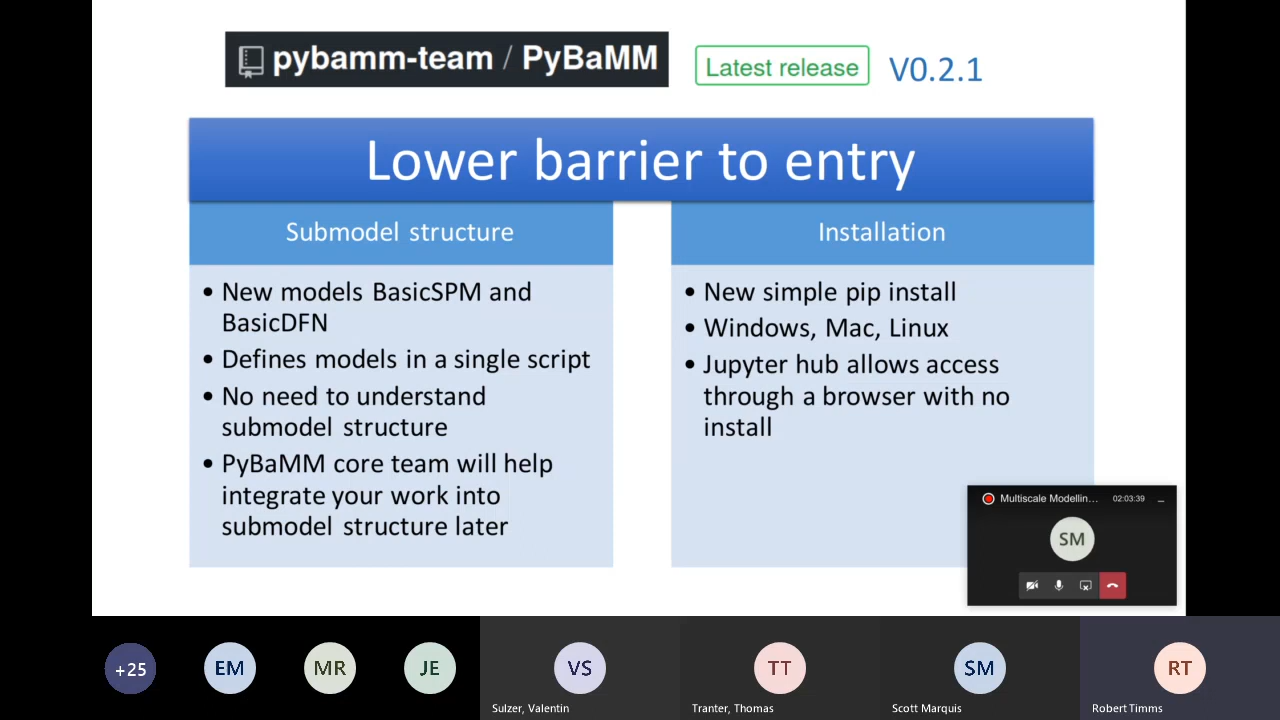 pybamm-team / PyBaMM
Latest release
V0.2.1
Lower barrier to entry
Submodel structure
• New models BasicSPM and
BasicDFN
• Defines models in a single script
• No need to understand
submodel structure
• PyBaMM core team will help
integrate your work into
submodel structure later
Installation
• New simple pip install
• Windows, Mac, Linux
• Jupyter hub allows access
through a browser with no
install
Multiscale Modellin...
02:03:39
SM
+25
EM
MR
JE
VS
TT
SM
RT
Sulzer, Valentin
Tranter, Thomas
Scott Marquis
Robert Timms